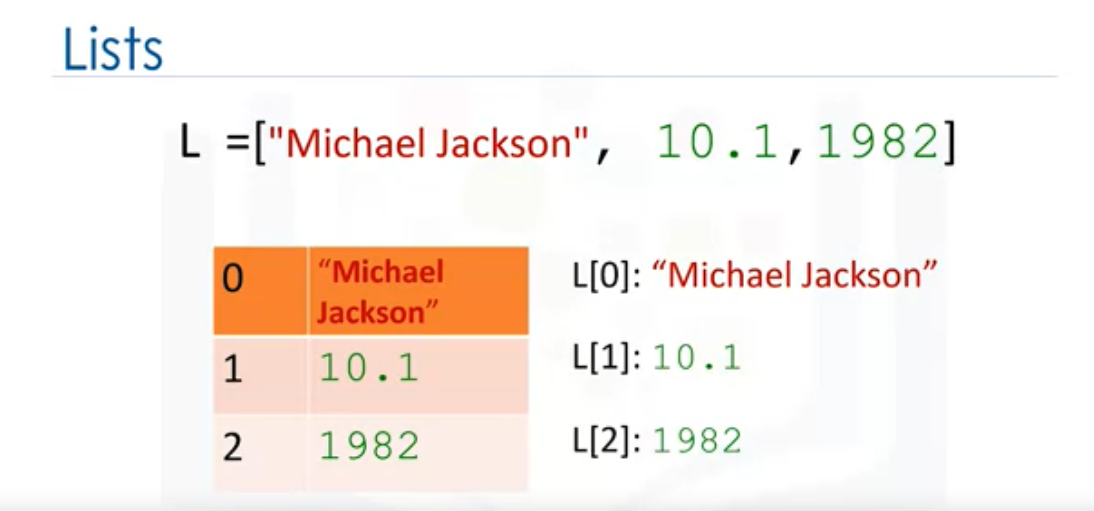 Lists
L =["Michael Jackson", 10.1,1982]
0 “Michael
Jackson”
L[0]: “Michael Jackson”
1 10.1
L[1]: 10.1
2 1982
L[2]: 1982